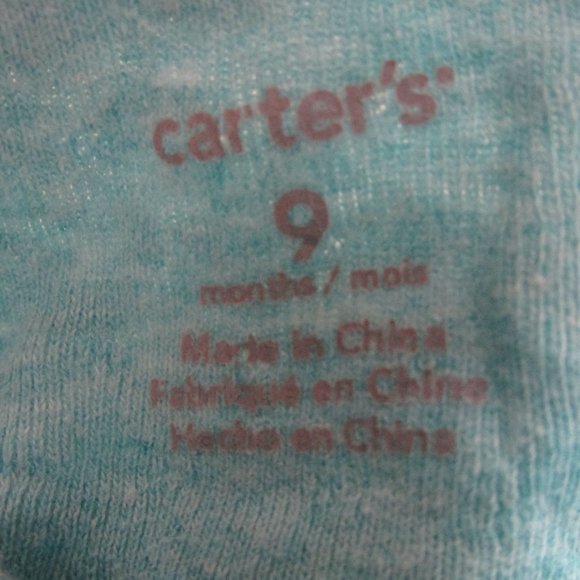 carter's
9
months / mois
Made in China
Fabriqué en Chine
Hecho en China